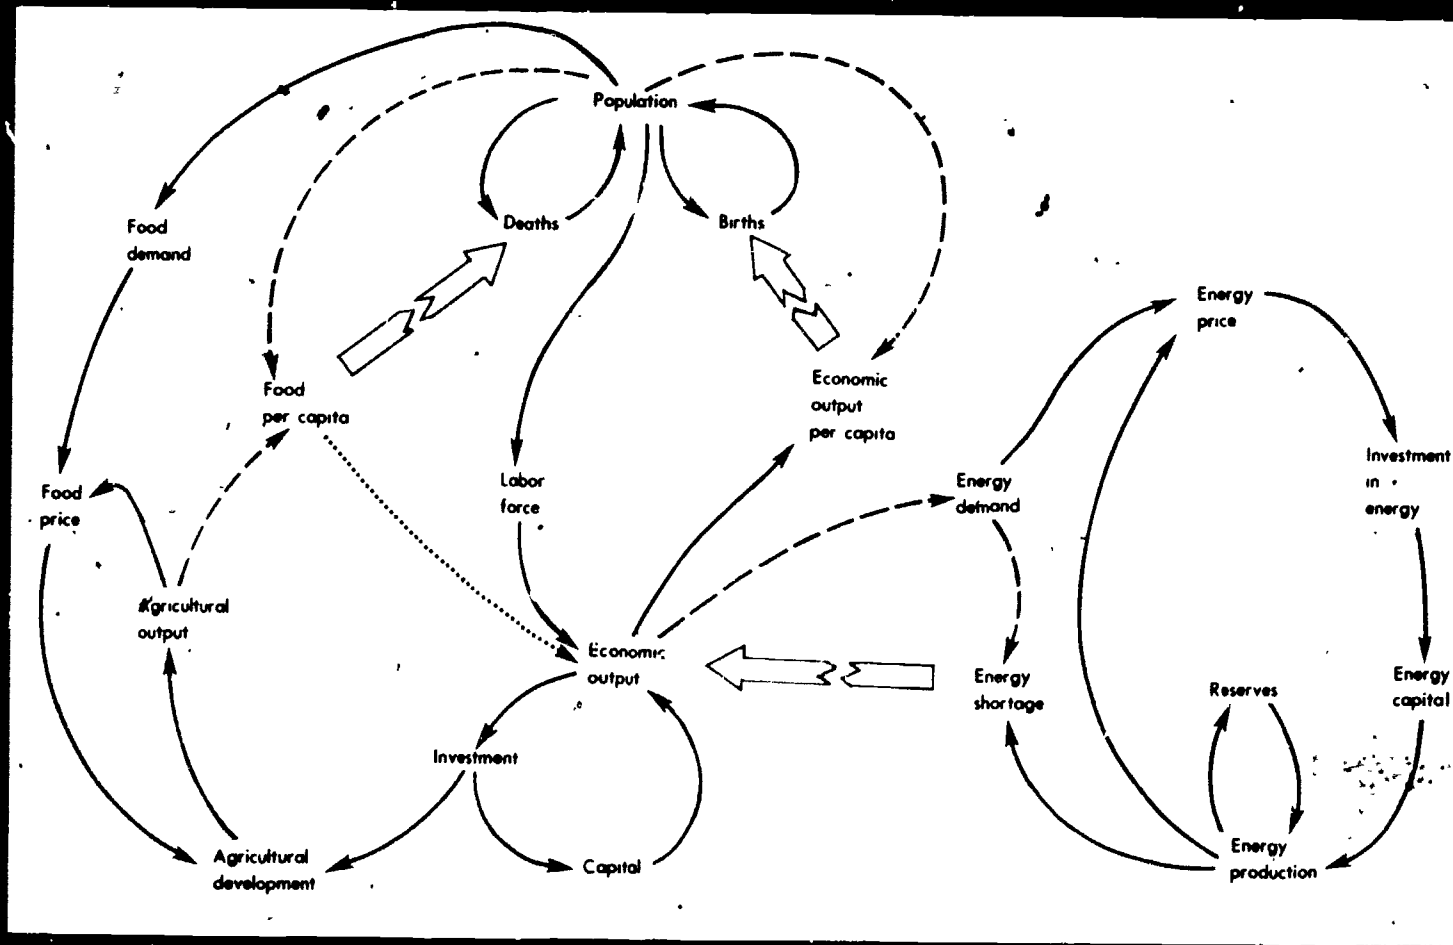 Population
Food
demand
Deaths
Births
Energy
price
Food
per capita
Economic
output
per capita
Investment
in
energy
Food
price
Labor
force
Energy
demand
Agricultural
output
Economic
output
Energy
shortage
Reserves
Energy
capital
Investment
Agricultural
development
Capital
Energy
production